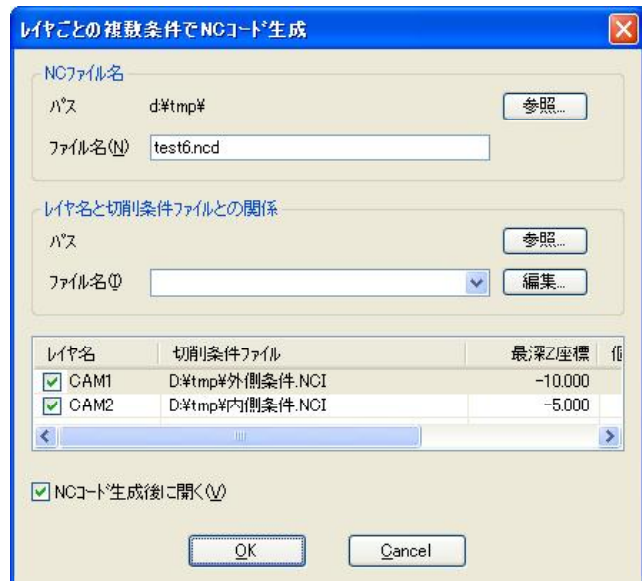 レイヤごとの複数条件でNCコード生成
NCファイル名
パス d:¥tmp¥ 参照...
ファイル名(N) test6.ncd
レイヤ名と切削条件ファイルとの関係
パス 参照...
ファイル名(I) 編集...
レイヤ名 切削条件ファイル 最深Z座標
CAM1 D:¥tmp¥外側条件.NCI -10.000
CAM2 D:¥tmp¥内側条件.NCI -5.000
NCコード生成後に開く(V)
OK Cancel